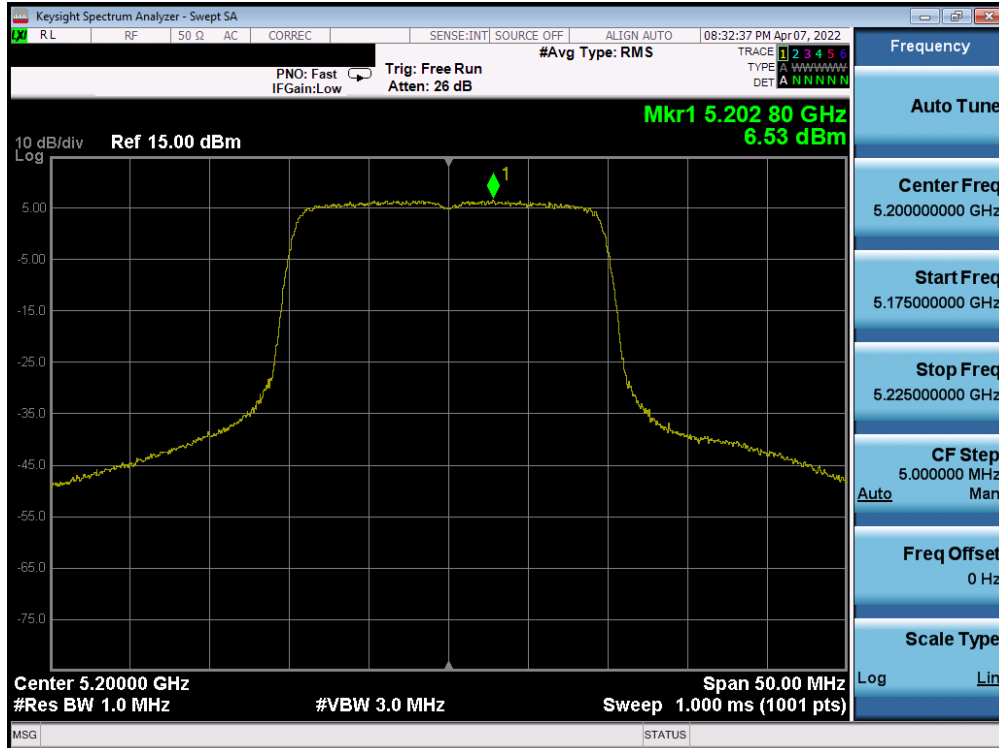 Keysight Spectrum Analyzer - Swept SA
LXI RL RF 50 Ω AC CORREC SENSE:INT SOURCE OFF ALIGN AUTO 08:32:37 PM Apr 07, 2022
#Avg Type: RMS
TRACE 1 2 3 4 5 6
PNO: Fast Trig: Free Run TYPE A WWWWW
IFGain:Low Atten: 26 dB DET A N N N N N
Mkr1 5.202 80 GHz
6.53 dBm
10 dB/div Ref 15.00 dBm
Log
1
5.00
-5.00
-15.0
-25.0
-35.0
-45.0
-55.0
-65.0
-75.0
Center 5.20000 GHz Span 50.00 MHz
#Res BW 1.0 MHz #VBW 3.0 MHz Sweep 1.000 ms (1001 pts)
MSG STATUS
Frequency
Auto Tune
Center Freq
5.200000000 GHz
Start Freq
5.175000000 GHz
Stop Freq
5.225000000 GHz
CF Step
5.000000 MHz
Auto Man
Freq Offset
0 Hz
Scale Type
Log Lin